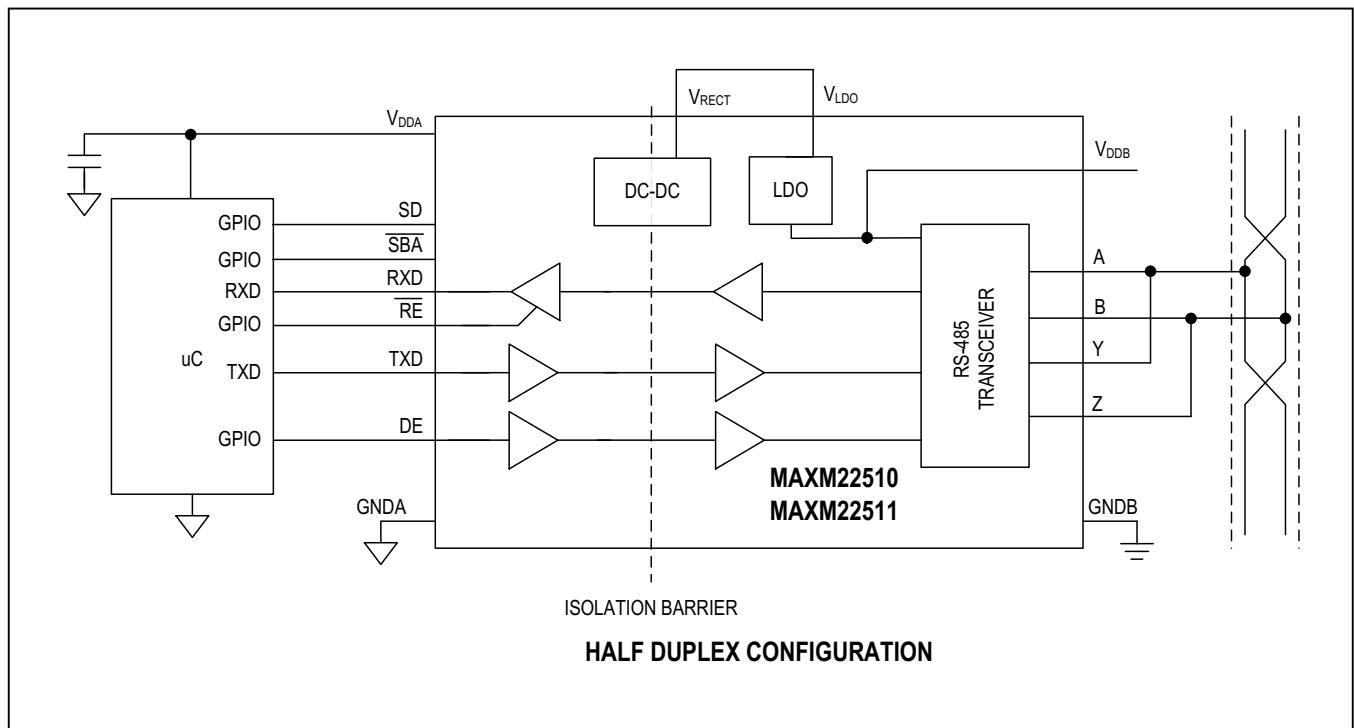 VRECT
VLDO
VDDA
VDDB
DC-DC
LDO
GPIO
SD
GPIO
SBA
RXD
RXD
GPIO
RE
uC
TXD
TXD
GPIO
DE
RS-485
TRANSCEIVER
A
B
Y
Z
MAXM22510
MAXM22511
GNDA
GNDB
ISOLATION BARRIER
HALF DUPLEX CONFIGURATION